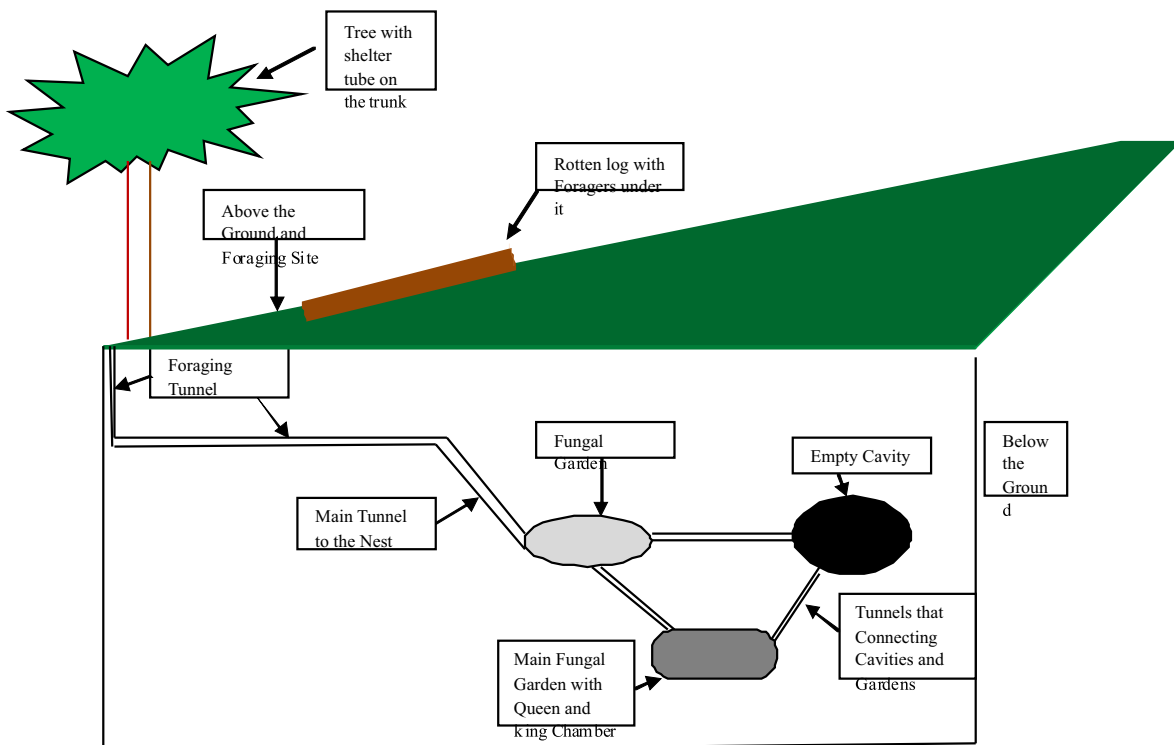 Tree with
shelter
tube on
the trunk
Rotten log with
Foragers under
it
Above the
Ground and
Foraging Site
Foraging
Tunnel
Fungal
Garden
Empty Cavity
Below
the
Groun
d
Main Tunnel
to the Nest
Tunnels that
Connecting
Cavities and
Gardens
Main Fungal
Garden with
Queen and
king Chamber